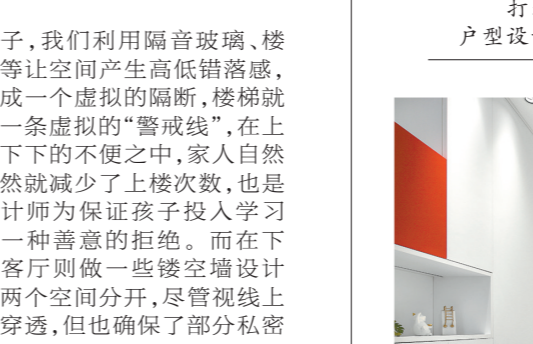 子,我们利用隔音玻璃、楼
等让空间产生高低错落感,
成一个虚拟的隔断,楼梯就
一条虚拟的“警戒线”,在上
下下的不便之中,家人自然
然就减少了上楼次数,也是
计师为保证孩子投入学习
一种善意的拒绝。而在下
客厅则做一些镂空墙设计
两个空间分开,尽管视线上
穿透,但也确保了部分私密
打
户型设